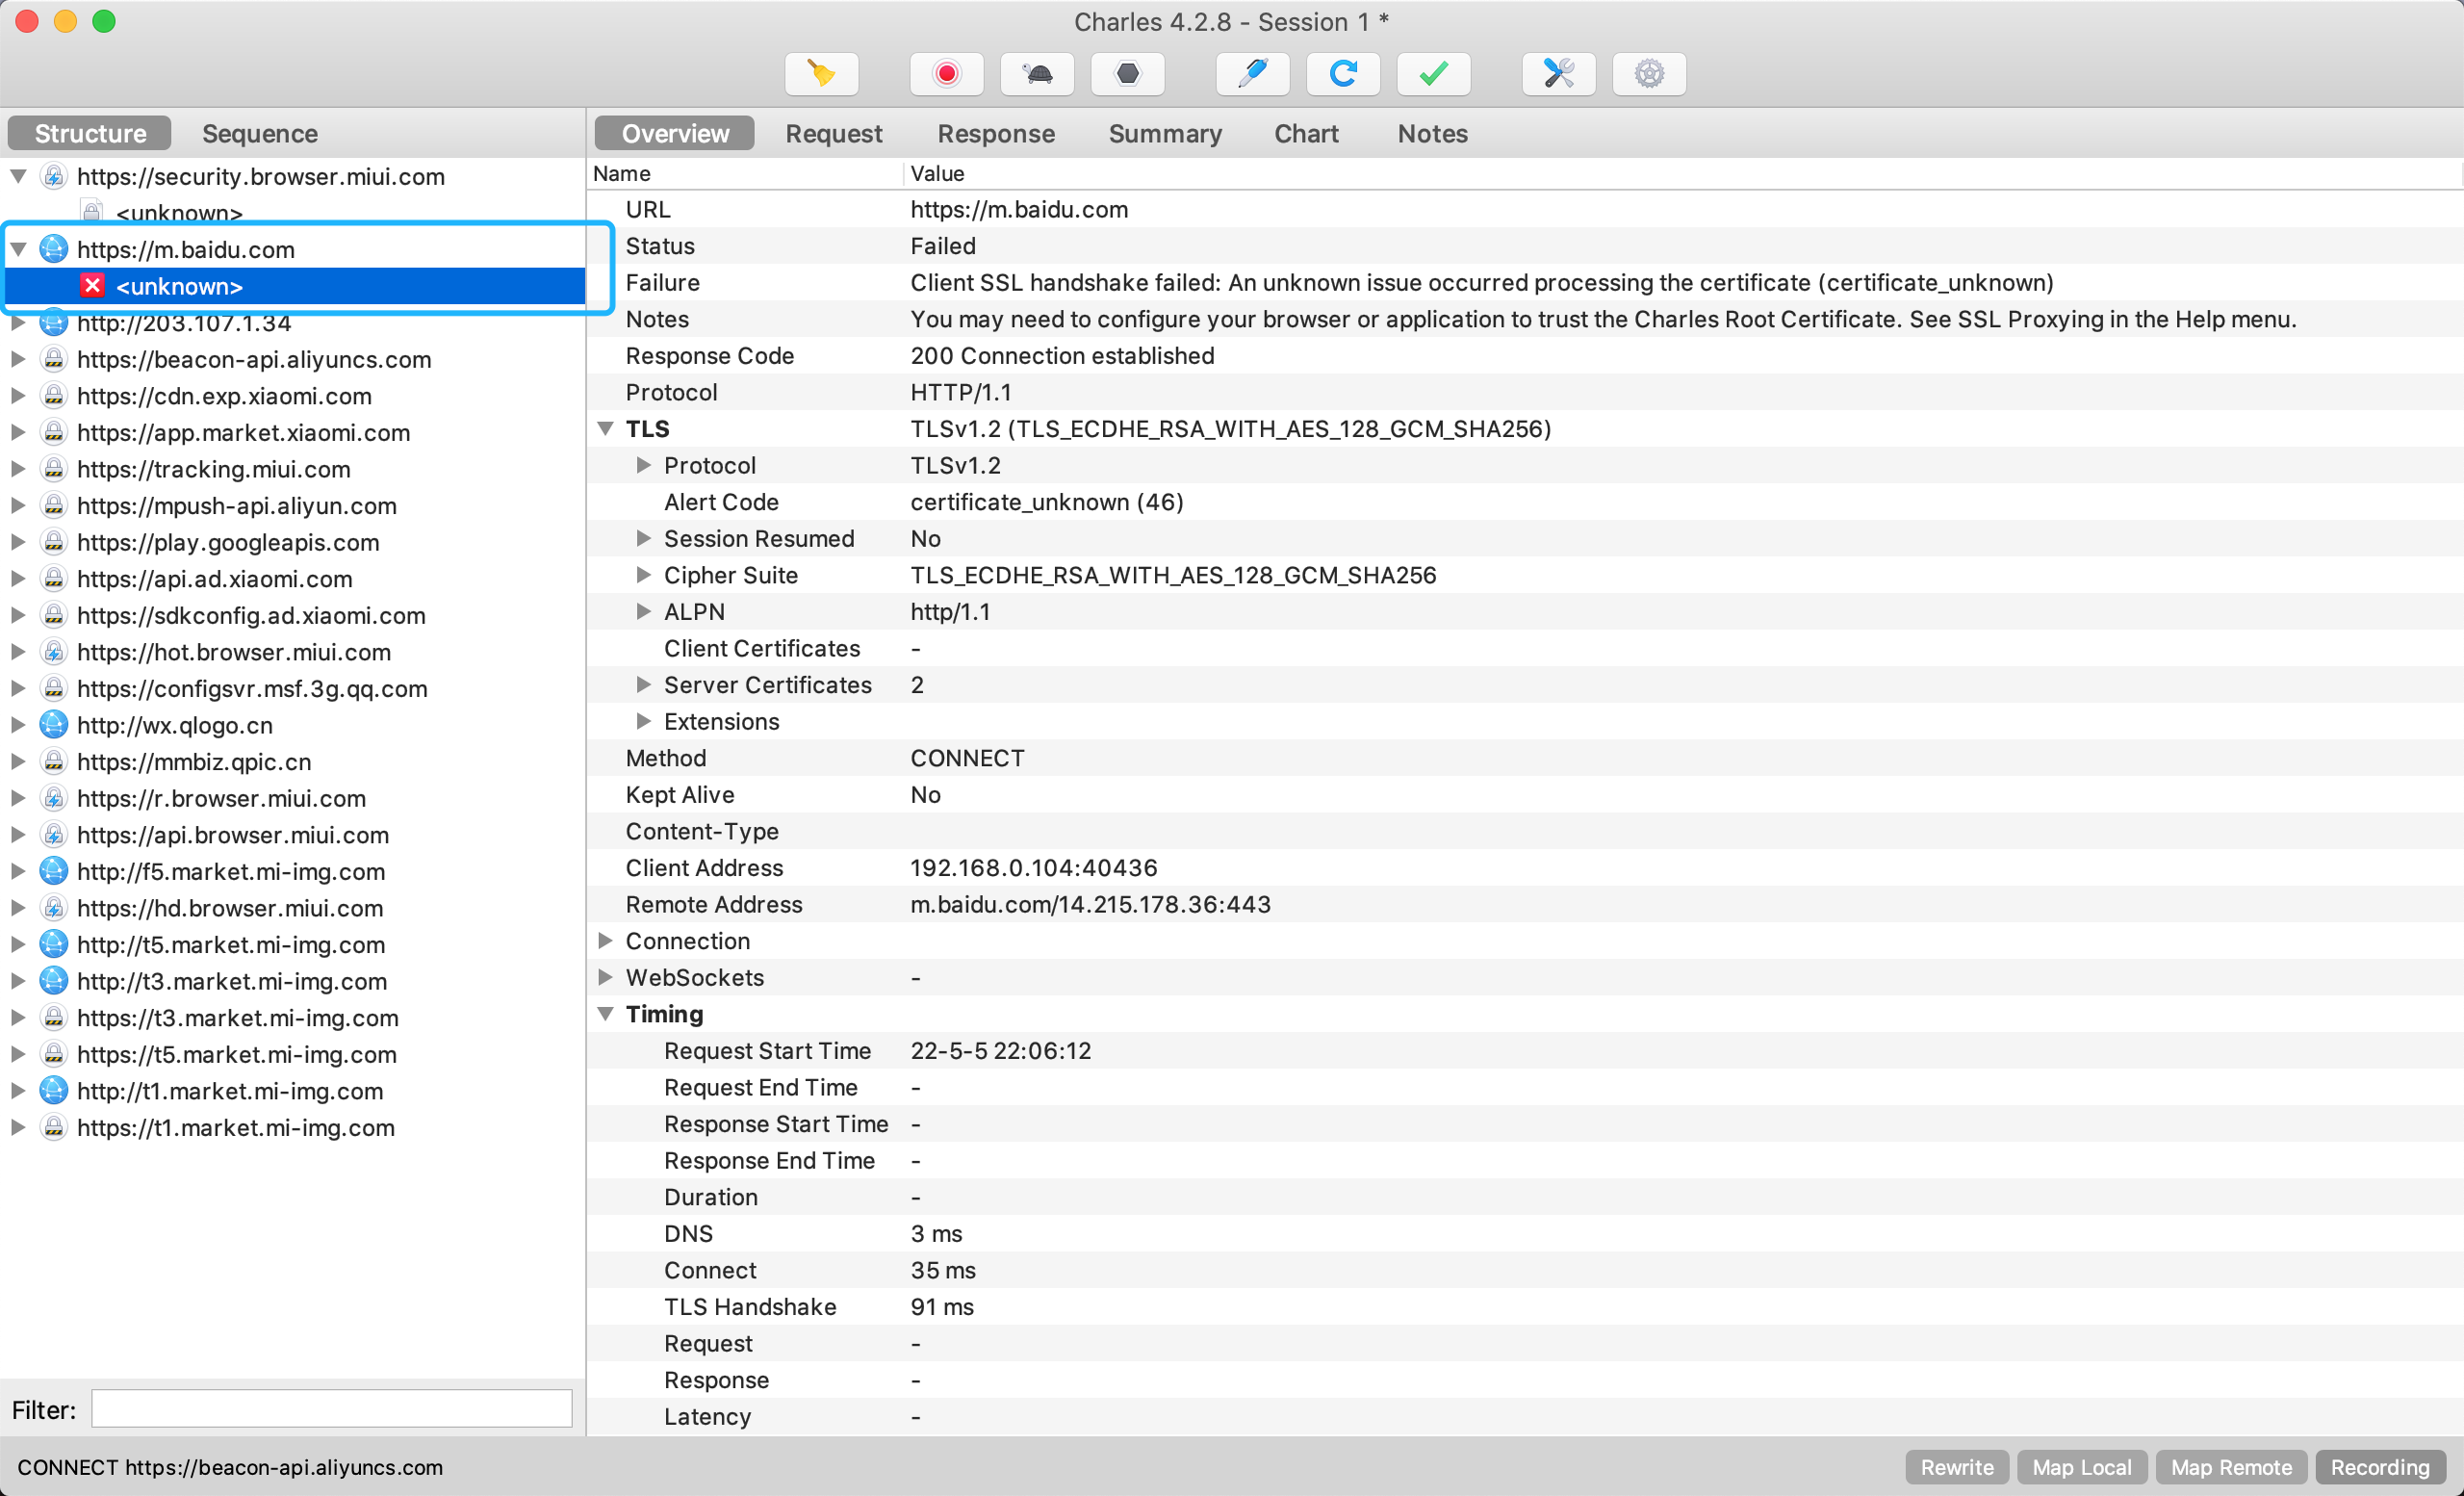 Charles 4.2.8 - Session 1 *
Structure
Sequence
https://security.browser.miui.com
<unknown>
https://m.baidu.com
<unknown>
http://203.107.1.34
https://beacon-api.aliyuncs.com
https://cdn.exp.xiaomi.com
https://app.market.xiaomi.com
https://tracking.miui.com
https://mpush-api.aliyun.com
https://play.googleapis.com
https://api.ad.xiaomi.com
https://sdkconfig.ad.xiaomi.com
https://hot.browser.miui.com
https://configsvr.msf.3g.qq.com
http://wx.qlogo.cn
https://mmbiz.qpic.cn
https://r.browser.miui.com
https://api.browser.miui.com
http://f5.market.mi-img.com
https://hd.browser.miui.com
http://t5.market.mi-img.com
http://t3.market.mi-img.com
https://t3.market.mi-img.com
https://t5.market.mi-img.com
http://t1.market.mi-img.com
https://t1.market.mi-img.com
Filter:
Overview Request Response Summary Chart Notes
Name Value
URL https://m.baidu.com
Status Failed
Failure Client SSL handshake failed: An unknown issue occurred processing the certificate (certificate_unknown)
Notes You may need to configure your browser or application to trust the Charles Root Certificate. See SSL Proxying in the Help menu.
Response Code 200 Connection established
Protocol HTTP/1.1
TLS TLSv1.2 (TLS_ECDHE_RSA_WITH_AES_128_GCM_SHA256)
Protocol TLSv1.2
Alert Code certificate_unknown (46)
Session Resumed No
Cipher Suite TLS_ECDHE_RSA_WITH_AES_128_GCM_SHA256
ALPN http/1.1
Client Certificates -
Server Certificates 2
Extensions
Method CONNECT
Kept Alive No
Content-Type
Client Address 192.168.0.104:40436
Remote Address m.baidu.com/14.215.178.36:443
Connection
WebSockets -
Timing
Request Start Time 22-5-5 22:06:12
Request End Time -
Response Start Time -
Response End Time -
Duration -
DNS 3 ms
Connect 35 ms
TLS Handshake 91 ms
Request -
Response -
Latency -
CONNECT https://beacon-api.aliyuncs.com
Rewrite Map Local Map Remote Recording